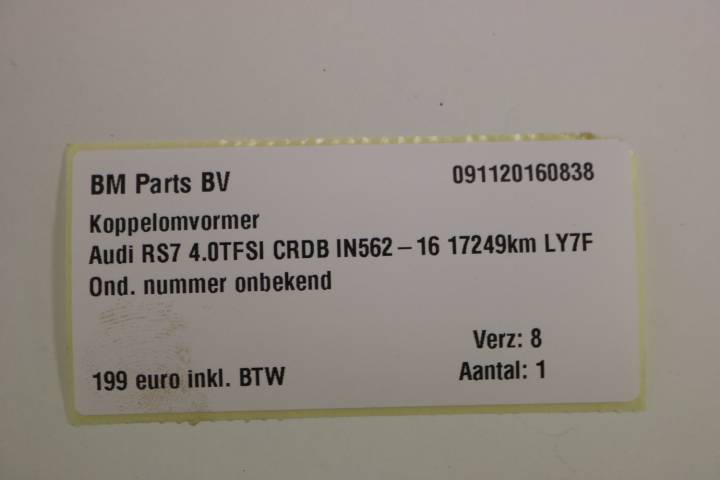 BM Parts BV 091120160838
Koppelomvormer
Audi RS7 4.0TFSI CRDB IN562-16 17249km LY7F
Ond. nummer onbekend
Verz: 8
199 euro inkl. BTW Aantal: 1